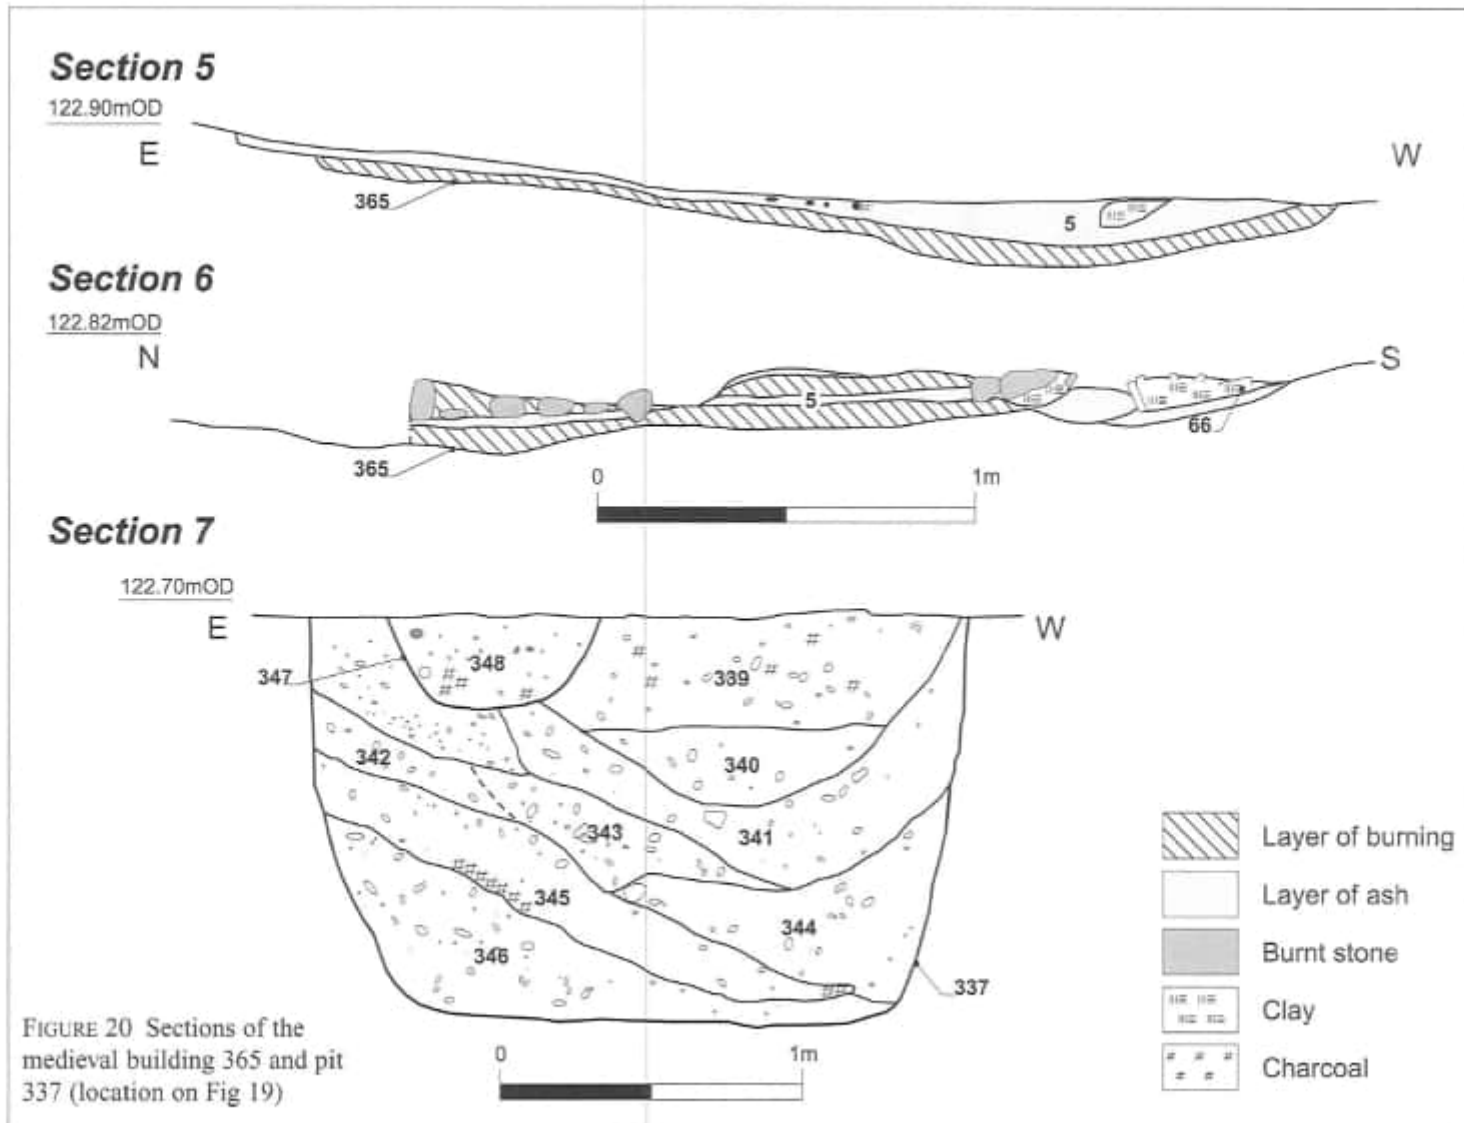 Section 5
122.90mOD
E
W
365
5
Section 6
122.82mOD
N
S
5
66
365
0 1m
Section 7
122.70mOD
E
W
347
348
339
342
340
343
341
345
344
346
337
Layer of burning
Layer of ash
Burnt stone
Clay
Charcoal
FIGURE 20 Sections of the
medieval building 365 and pit
337 (location on Fig 19)
0 1m